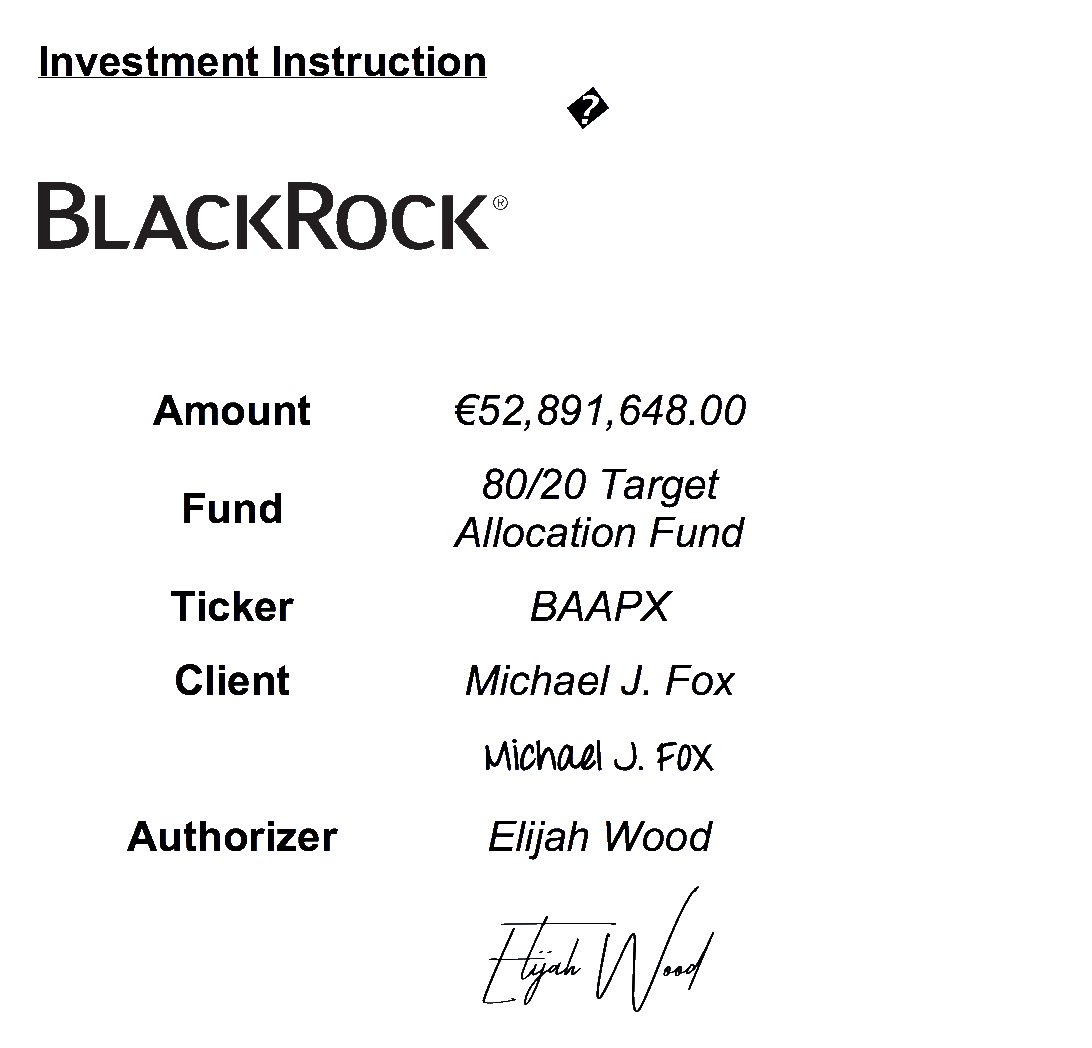 Investment Instruction
�
BLACKROCK®
Amount €52,891,648.00
Fund 80/20 Target
Allocation Fund
Ticker BAAPX
Client Michael J. Fox
Michael J. Fox
Authorizer Elijah Wood
Elijah Wood